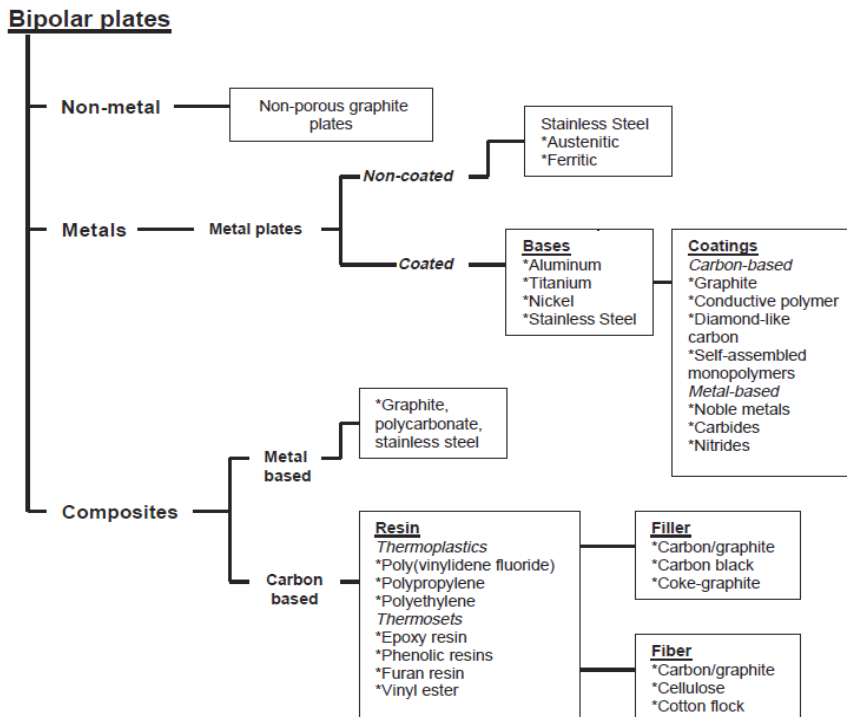 Bipolar plates
Non-metal
Non-porous graphite
plates
Metals
Metal plates
Non-coated
Stainless Steel
*Austenitic
*Ferritic
Coated
Bases
*Aluminum
*Titanium
*Nickel
*Stainless Steel
Coatings
Carbon-based
*Graphite
*Conductive polymer
*Diamond-like
carbon
*Self-assembled
monopolymers
Metal-based
*Noble metals
*Carbides
*Nitrides
Composites
Metal
based
*Graphite,
polycarbonate,
stainless steel
Carbon
based
Resin
Thermoplastics
*Poly(vinylidene fluoride)
*Polypropylene
*Polyethylene
Thermosets
*Epoxy resin
*Phenolic resins
*Furan resin
*Vinyl ester
Filler
*Carbon/graphite
*Carbon black
*Coke-graphite
Fiber
*Carbon/graphite
*Cellulose
*Cotton flock